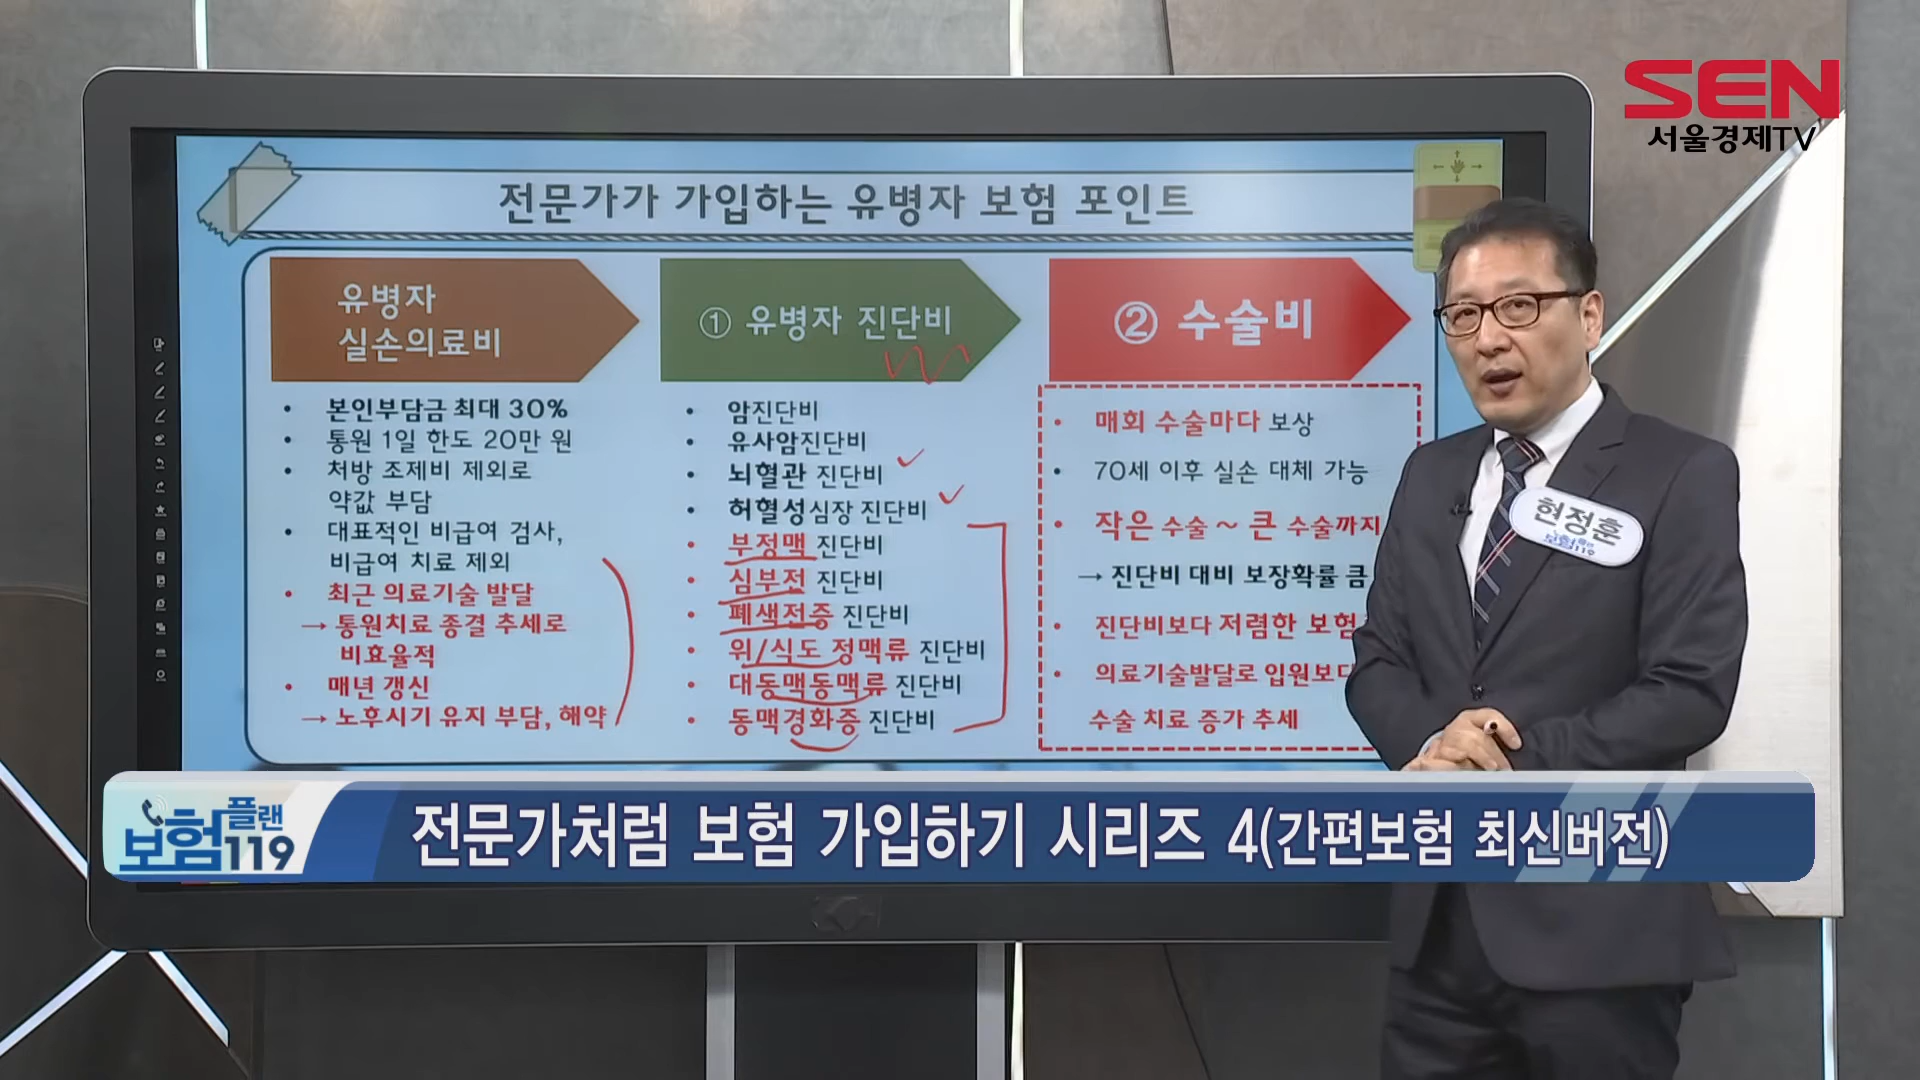 SEN
서울경제TV
전문가가 가입하는 유병자 보험 포인트
유병자
실손의료비
• 본인부담금 최대 30%
• 통원 1일 한도 20만 원
• 처방 조제비 제외로
약값 부담
• 대표적인 비급여 검사,
비급여 치료 제외
• 최근 의료기술 발달
→ 통원치료 종결 추세로
비효율적
• 매년 갱신
→ 노후시기 유지 부담, 해약
① 유병자 진단비
• 암진단비
• 유사암진단비
• 뇌혈관 진단비
• 허혈성심장 진단비
• 부정맥 진단비
• 심부전 진단비
• 폐색전증 진단비
• 위/식도 정맥류 진단비
• 대동맥동맥류 진단비
• 동맥경화증 진단비
② 수술비
• 매회 수술마다 보상
• 70세 이후 실손 대체 가능
• 작은 수술 ~ 큰 수술까지
→ 진단비 대비 보장확률 큼
• 진단비보다 저렴한 보험
• 의료기술발달로 입원보다
수술 치료 증가 추세
현정훈
보험플랜119
보험플랜119
전문가처럼 보험 가입하기 시리즈 4(간편보험 최신버전)